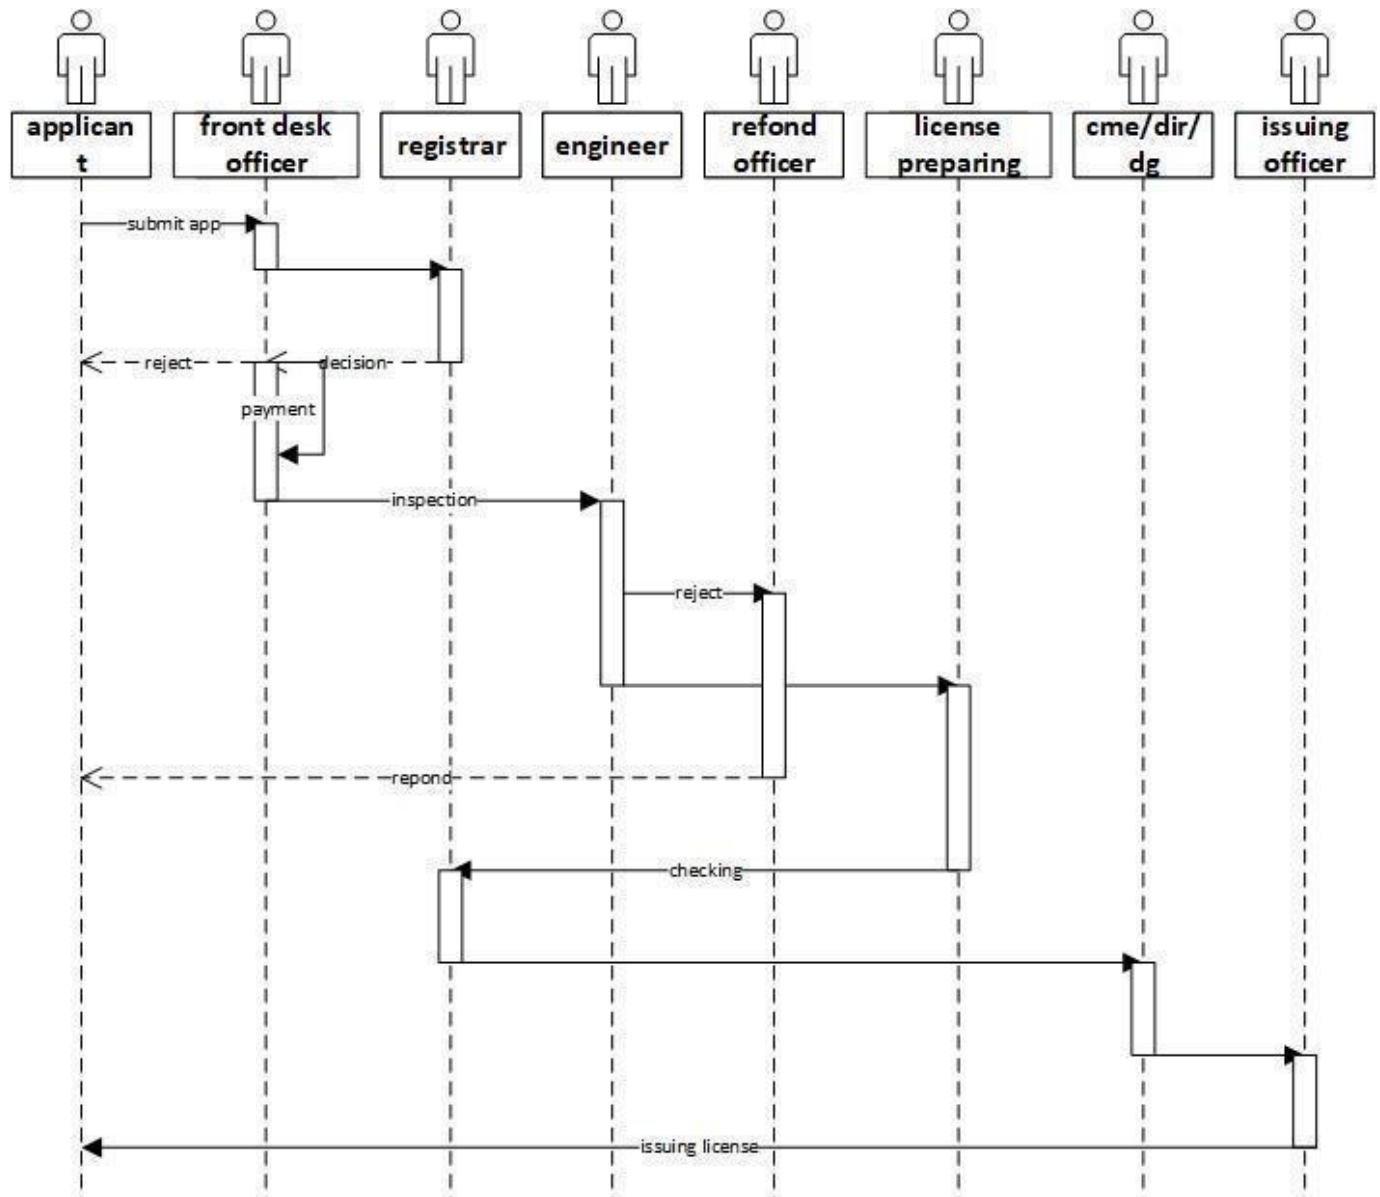 applican
t
front desk
officer
registrar
engineer
refond
officer
license
preparing
cme/dir/
dg
issuing
officer
submit app
reject
decision
payment
inspection
reject
repond
checking
issuing license